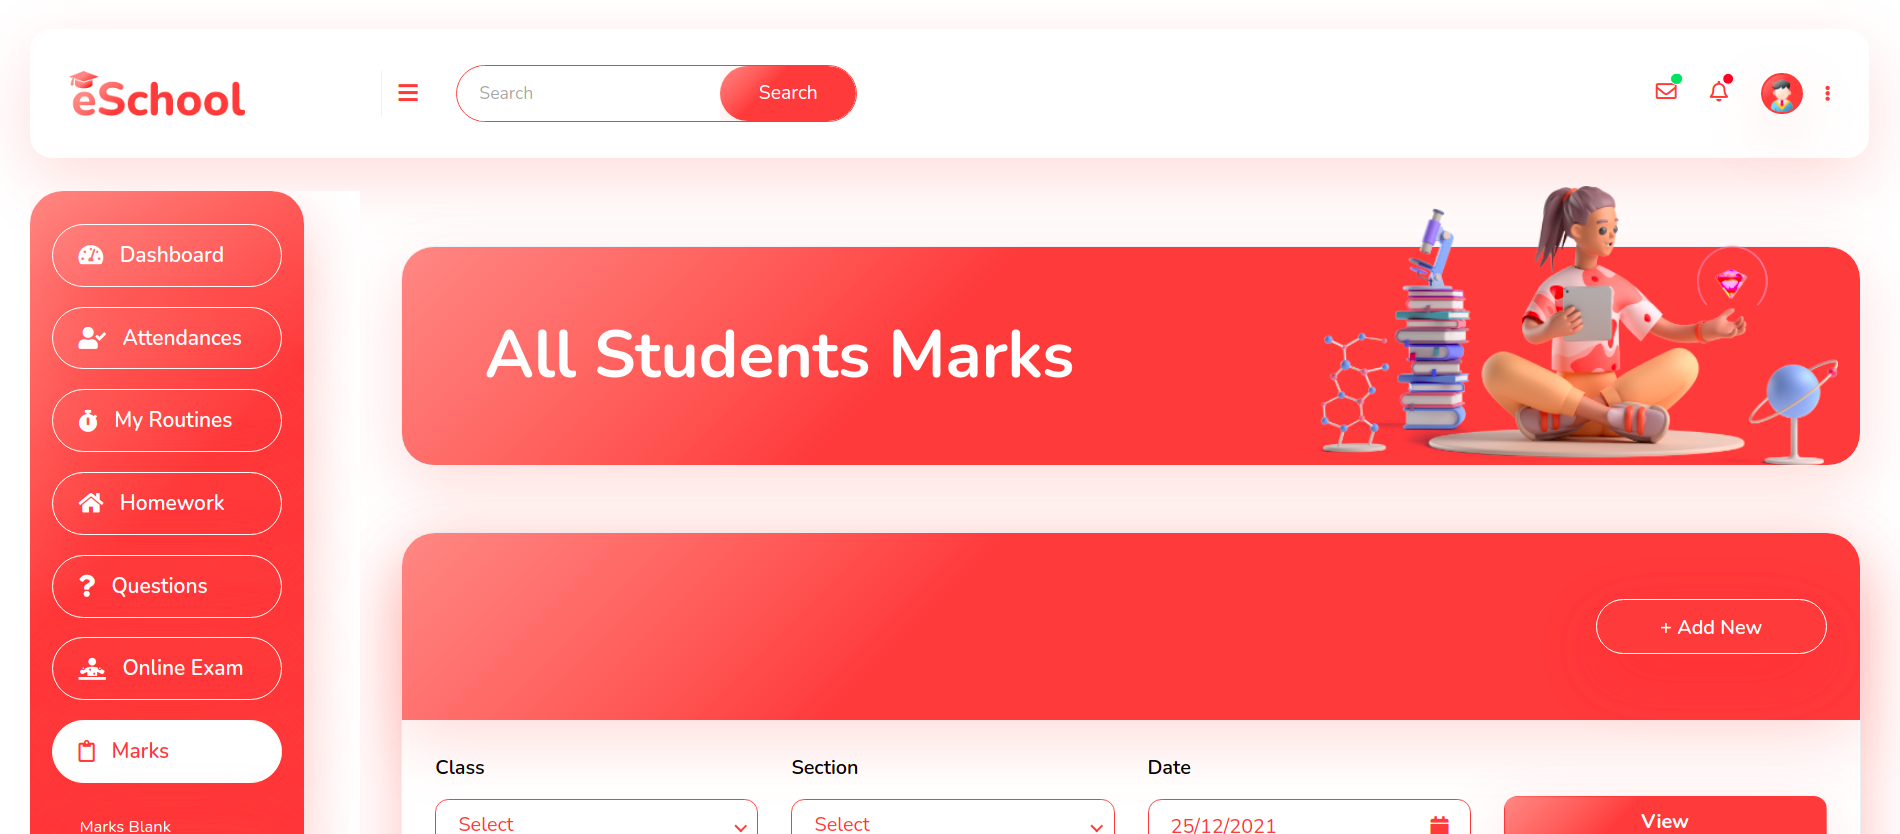 eSchool
Search
Search
Dashboard
Attendances
My Routines
Homework
Questions
Online Exam
Marks
Marks Blank
All Students Marks
+ Add New
Class
Section
Date
Select
Select
25/12/2021
View